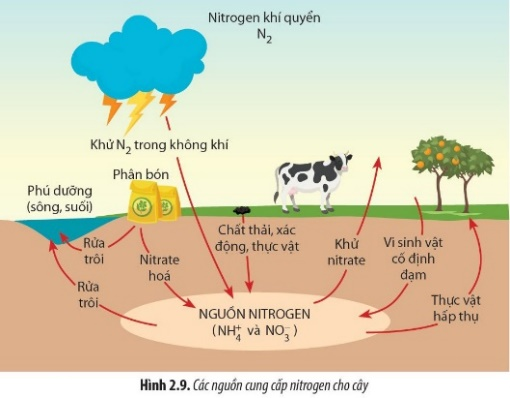 Nitrogen khí quyển
N₂
Khử N₂ trong không khí
Phân bón
Phú dưỡng
(sông, suối)
Rửa
trôi
Nitrate
hoá
Chất thải, xác
động, thực vật
Khử
nitrate
Vi sinh vật
cố định
đạm
Rửa
trôi
Thực vật
hấp thụ
NGUỒN NITROGEN
(NH₄⁺ và NO₃⁻)
Hình 2.9. Các nguồn cung cấp nitrogen cho cây